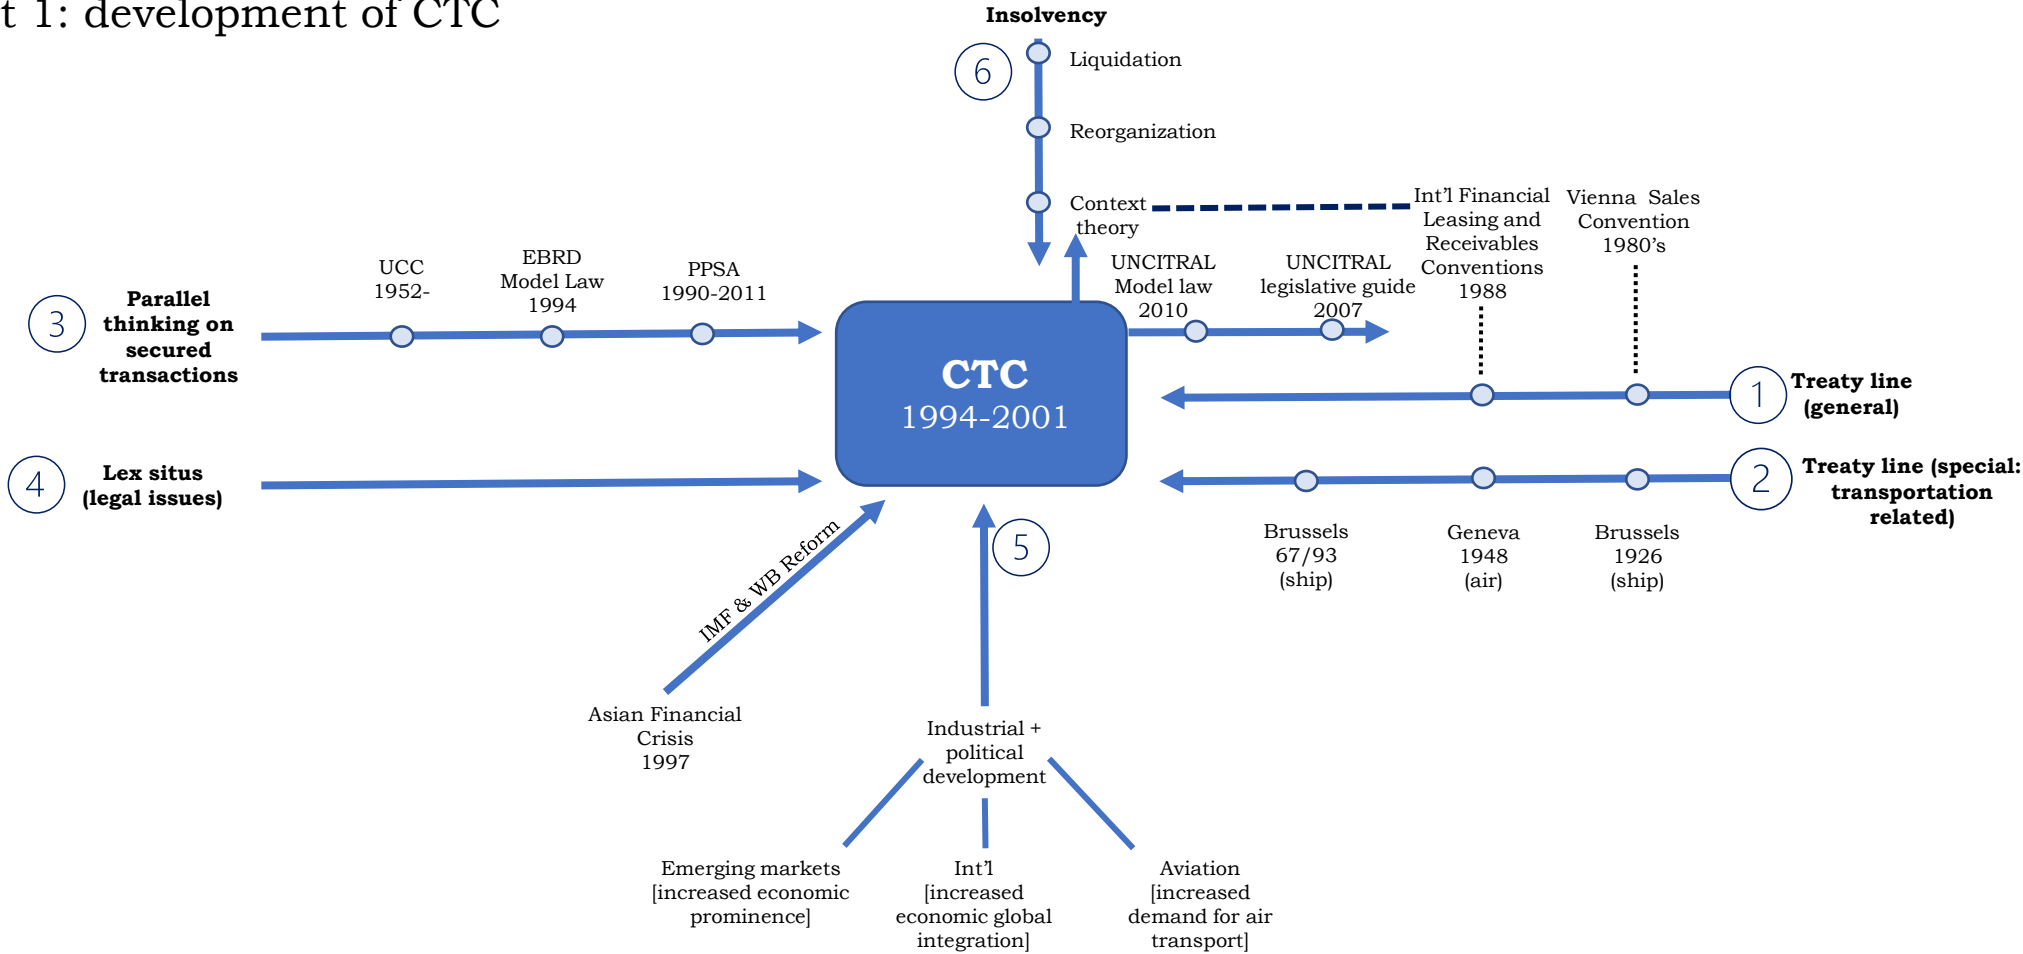 t 1: development of CTC
Insolvency
6
Liquidation
Reorganization
Context
theory
Int’l Financial
Leasing and
Receivables
Conventions
1988
Vienna Sales
Convention
1980’s
3
Parallel
thinking on
secured
transactions
UCC
1952-
EBRD
Model Law
1994
PPSA
1990-2011
UNCITRAL
Model law
2010
UNCITRAL
legislative guide
2007
CTC
1994-2001
1
Treaty line
(general)
4
Lex situs
(legal issues)
2
Treaty line (special:
transportation
related)
Brussels
67/93
(ship)
Geneva
1948
(air)
Brussels
1926
(ship)
IMF & WB Reform
5
Asian Financial
Crisis
1997
Industrial +
political
development
Emerging markets
[increased economic
prominence]
Int’l
[increased
economic global
integration]
Aviation
[increased
demand for air
transport]